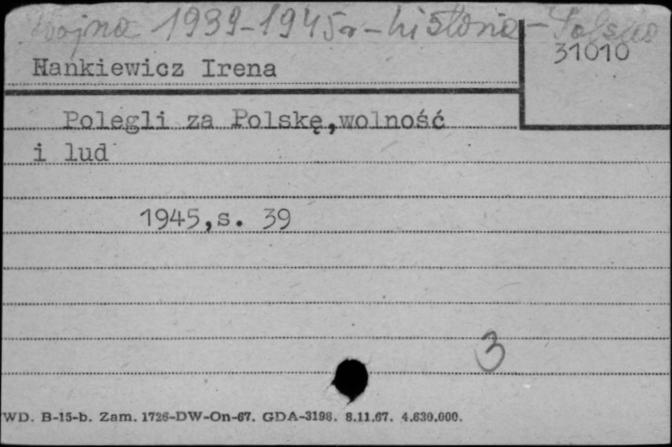 Wojna 1939-1945r-historia-Polska
31010
Hankiewicz Irena
Polegli za Polskę,wolność
i lud
1945,s. 39
3
WD. B-15-b. Zam. 1726-DW-On-67. GDA-3198. 8.11.67. 4.630.000.